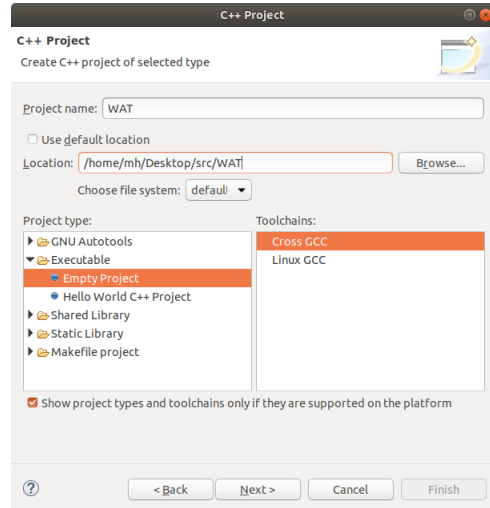 C++ Project
C++ Project
Create C++ project of selected type
Project name: WAT
Use default location
Location: /home/mh/Desktop/src/WAT Browse...
Choose file system: default
Project type: Toolchains:
GNU Autotools Cross GCC
Executable Linux GCC
Empty Project
Hello World C++ Project
Shared Library
Static Library
Makefile project
Show project types and toolchains only if they are supported on the platform
? < Back Next > Cancel Finish